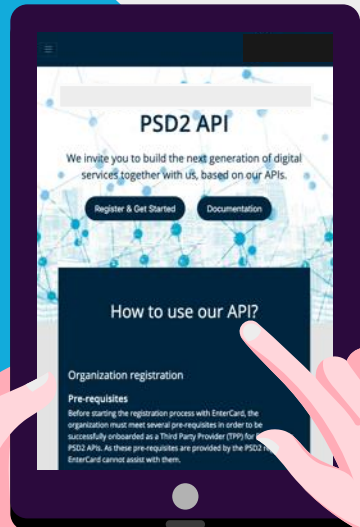 PSD2 API
We invite you to build the next generation of digital
services together with us, based on our APIs.
Register & Get Started
Documentation
How to use our API?
Organization registration
Pre-requisites
Before starting the registration process with EnterCard, the
organization must meet several pre-requisites in order to be
successfully onboarded as a Third Party Provider (TPP) for
PSD2 APIs. As these pre-requisites are provided by the PSD2
EnterCard cannot assist with them.